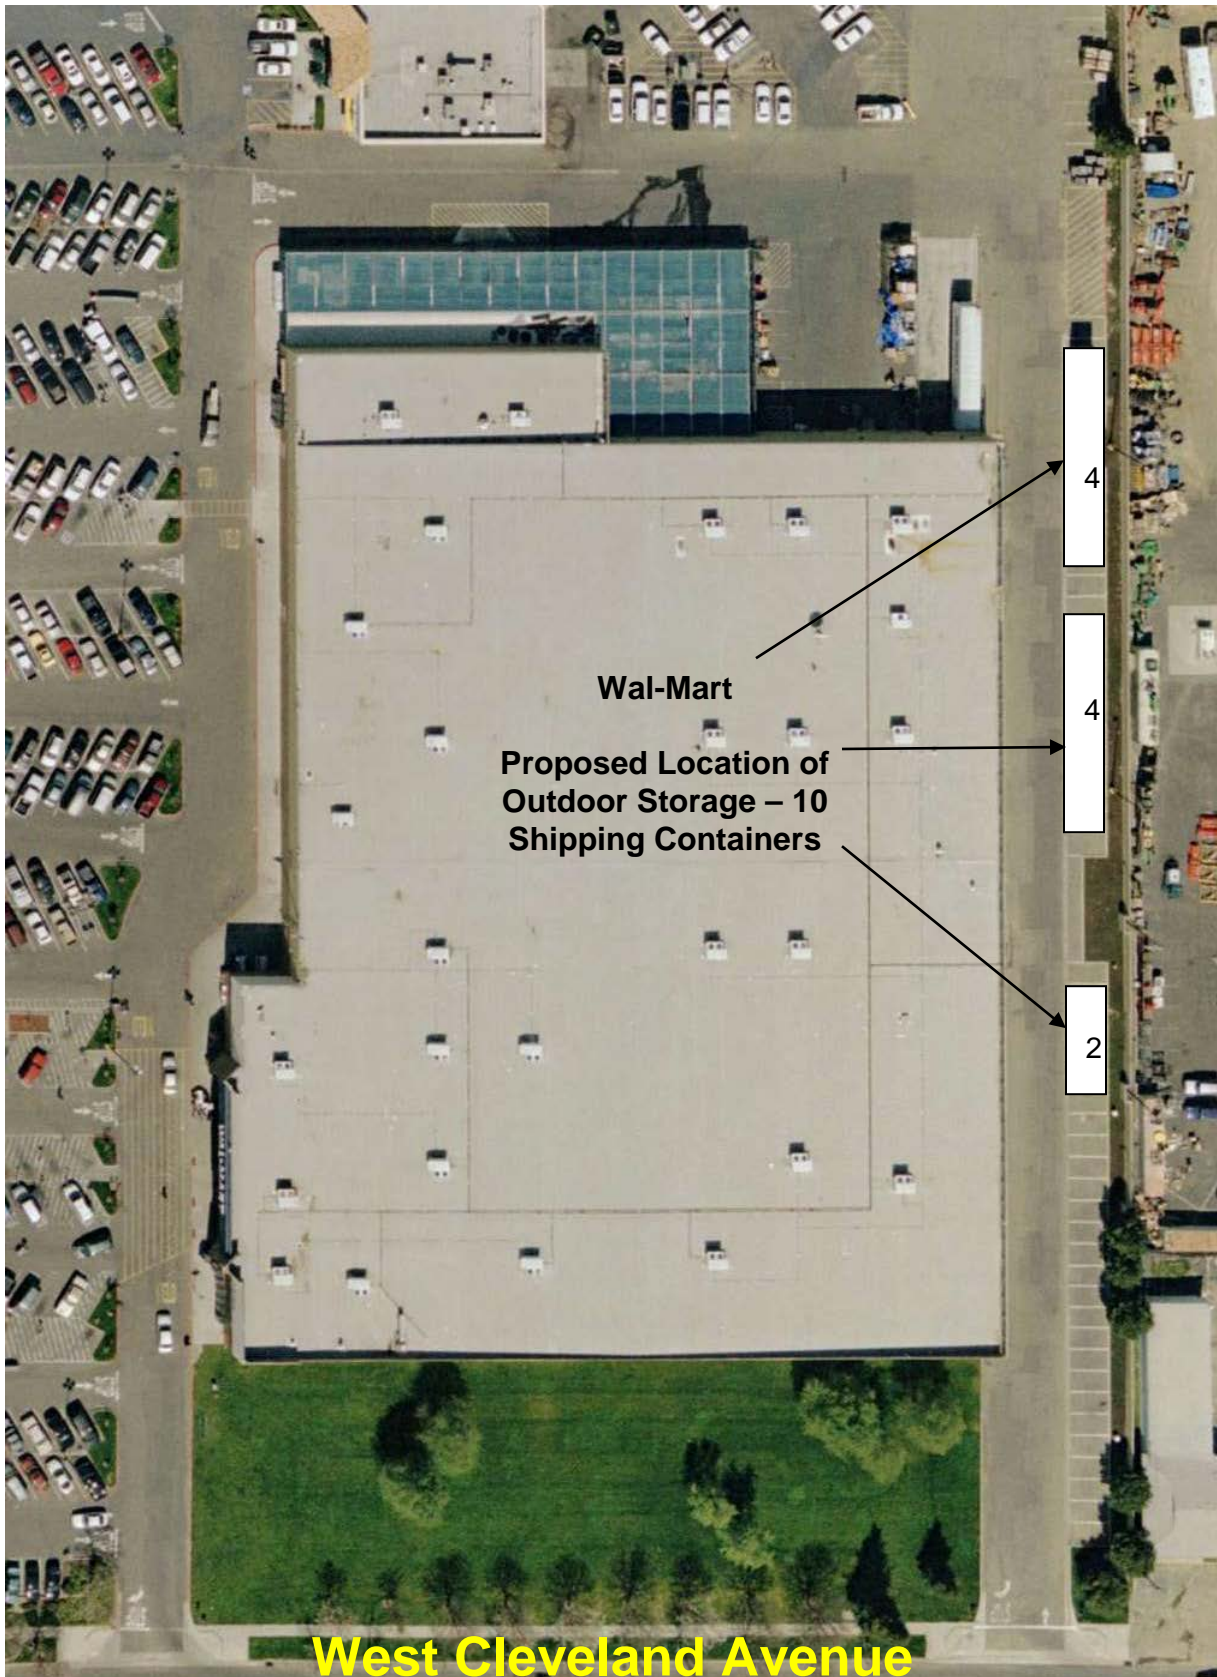 4
Wal-Mart
4
Proposed Location of
Outdoor Storage – 10
Shipping Containers
2
West Cleveland Avenue